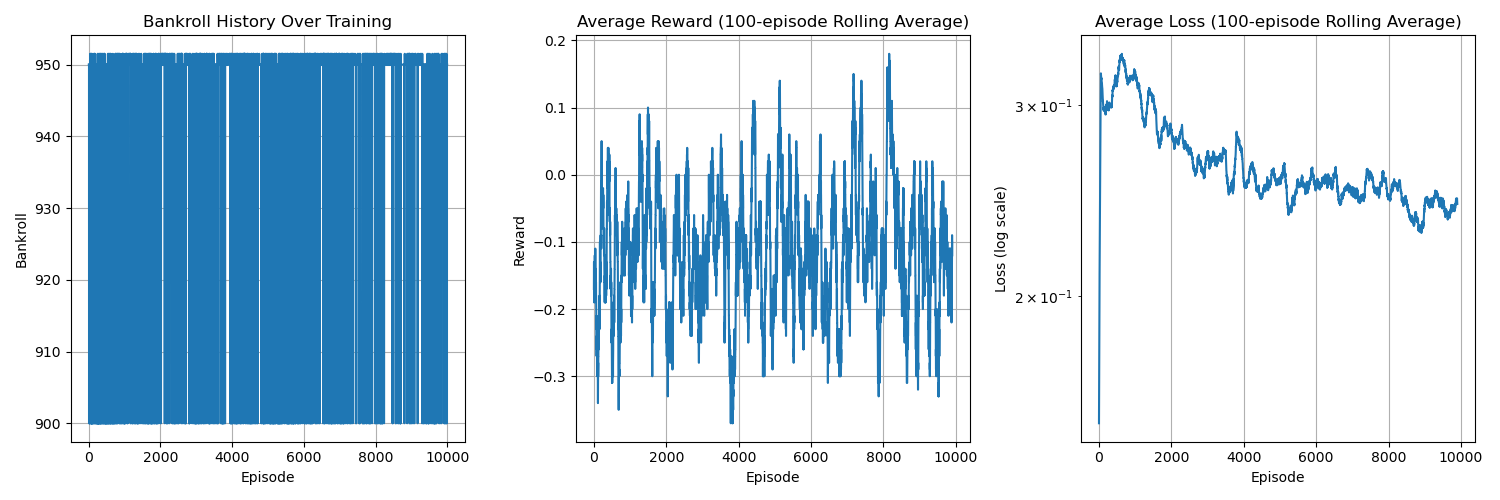 Bankroll History Over Training
950
940
930
920
910
900
Bankroll
0
2000
4000
6000
8000
10000
Episode
Average Reward (100-episode Rolling Average)
0.2
0.1
0.0
−0.1
−0.2
−0.3
Reward
0
2000
4000
6000
8000
10000
Episode
Average Loss (100-episode Rolling Average)
3 × 10⁻¹
2 × 10⁻¹
Loss (log scale)
0
2000
4000
6000
8000
10000
Episode